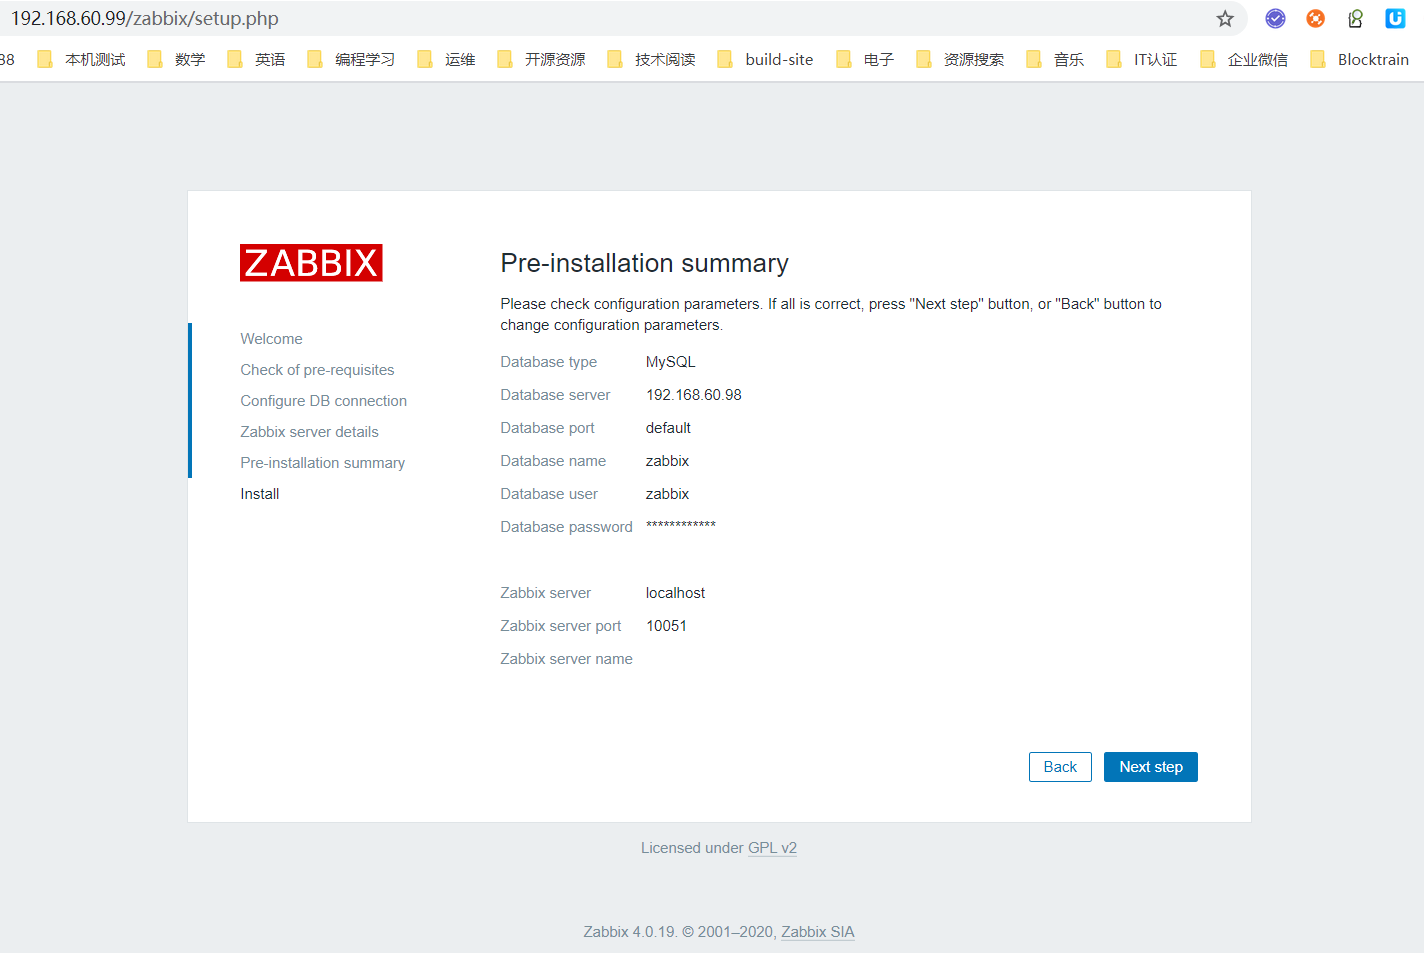 192.168.60.99/zabbix/setup.php
38 本机测试 数学 英语 编程学习 运维 开源资源 技术阅读 build-site 电子 资源搜索 音乐 IT认证 企业微信 Blocktrain
ZABBIX
Welcome
Check of pre-requisites
Configure DB connection
Zabbix server details
Pre-installation summary
Install
Pre-installation summary
Please check configuration parameters. If all is correct, press "Next step" button, or "Back" button to
change configuration parameters.
Database type MySQL
Database server 192.168.60.98
Database port default
Database name zabbix
Database user zabbix
Database password ************
Zabbix server localhost
Zabbix server port 10051
Zabbix server name
Back Next step
Licensed under GPL v2
Zabbix 4.0.19. © 2001–2020, Zabbix SIA